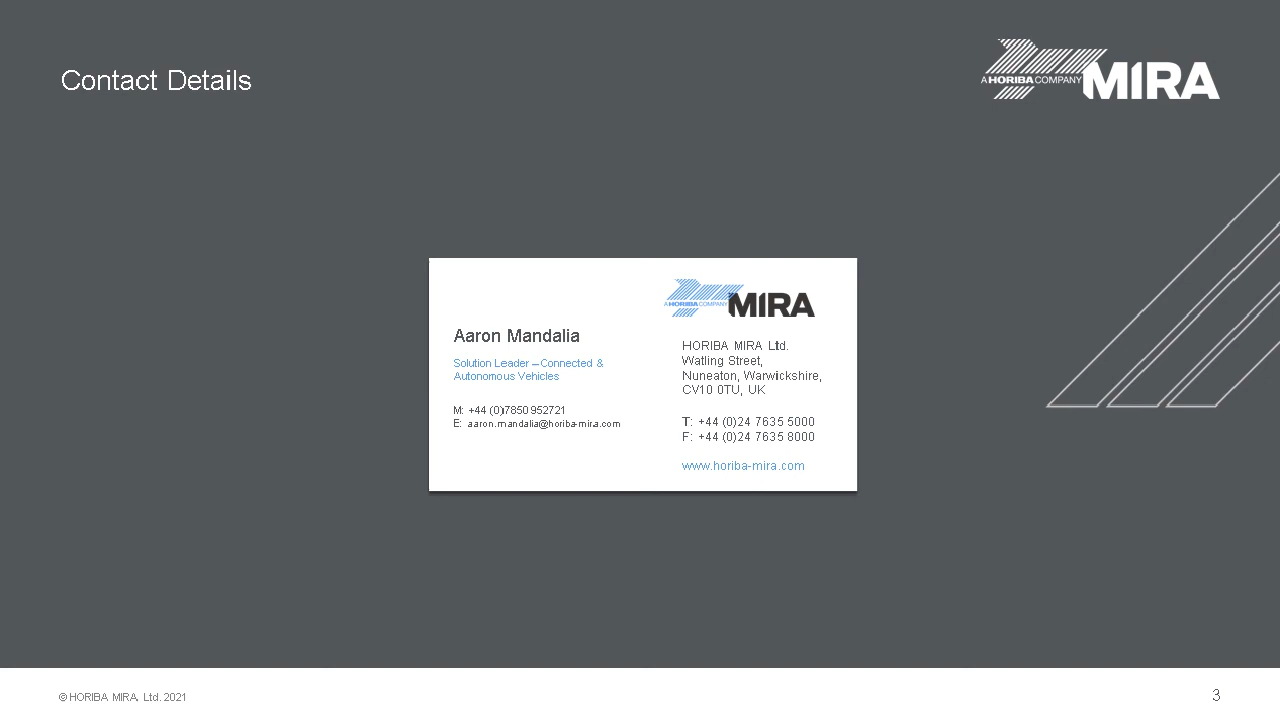 Contact Details
A HORIBA COMPANY MIRA
A HORIBA COMPANY MIRA
Aaron Mandalia
Solution Leader – Connected &
Autonomous Vehicles
M: +44 (0)7850 952721
E: aaron.mandalia@horiba-mira.com
HORIBA MIRA Ltd.
Watling Street,
Nuneaton, Warwickshire,
CV10 0TU, UK
T: +44 (0)24 7635 5000
F: +44 (0)24 7635 8000
www.horiba-mira.com
© HORIBA MIRA. Ltd. 2021
3